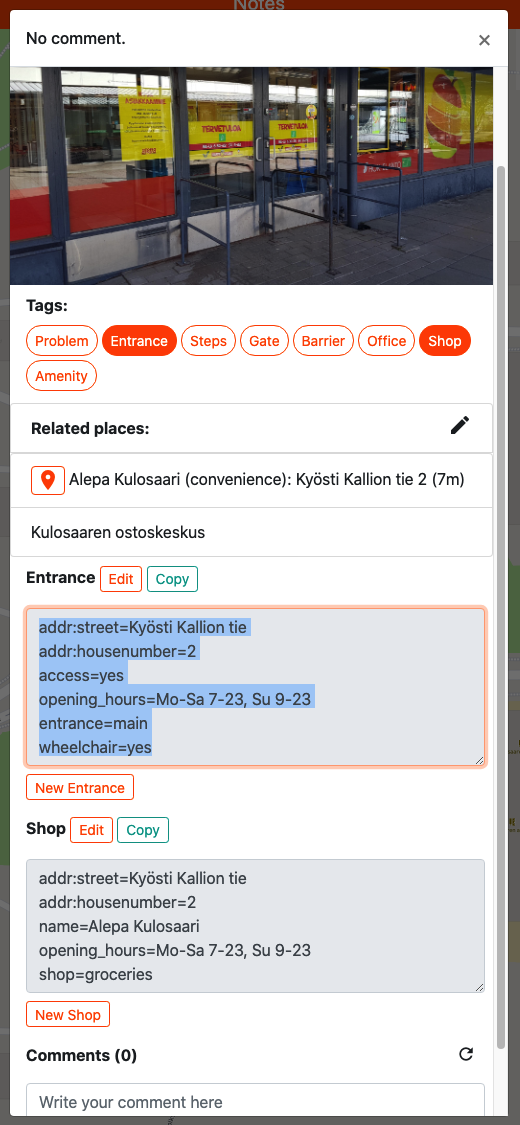 Notes
No comment.
×
TERVETULOA
TERVETULOA
Tags:
Problem
Entrance
Steps
Gate
Barrier
Office
Shop
Amenity
Related places:
Alepa Kulosaari (convenience): Kyösti Kallion tie 2 (7m)
Kulosaaren ostoskeskus
Entrance
Edit
Copy
addr:street=Kyösti Kallion tie
addr:housenumber=2
access=yes
opening_hours=Mo-Sa 7-23, Su 9-23
entrance=main
wheelchair=yes
New Entrance
Shop
Edit
Copy
addr:street=Kyösti Kallion tie
addr:housenumber=2
name=Alepa Kulosaari
opening_hours=Mo-Sa 7-23, Su 9-23
shop=groceries
New Shop
Comments (0)
Write your comment here